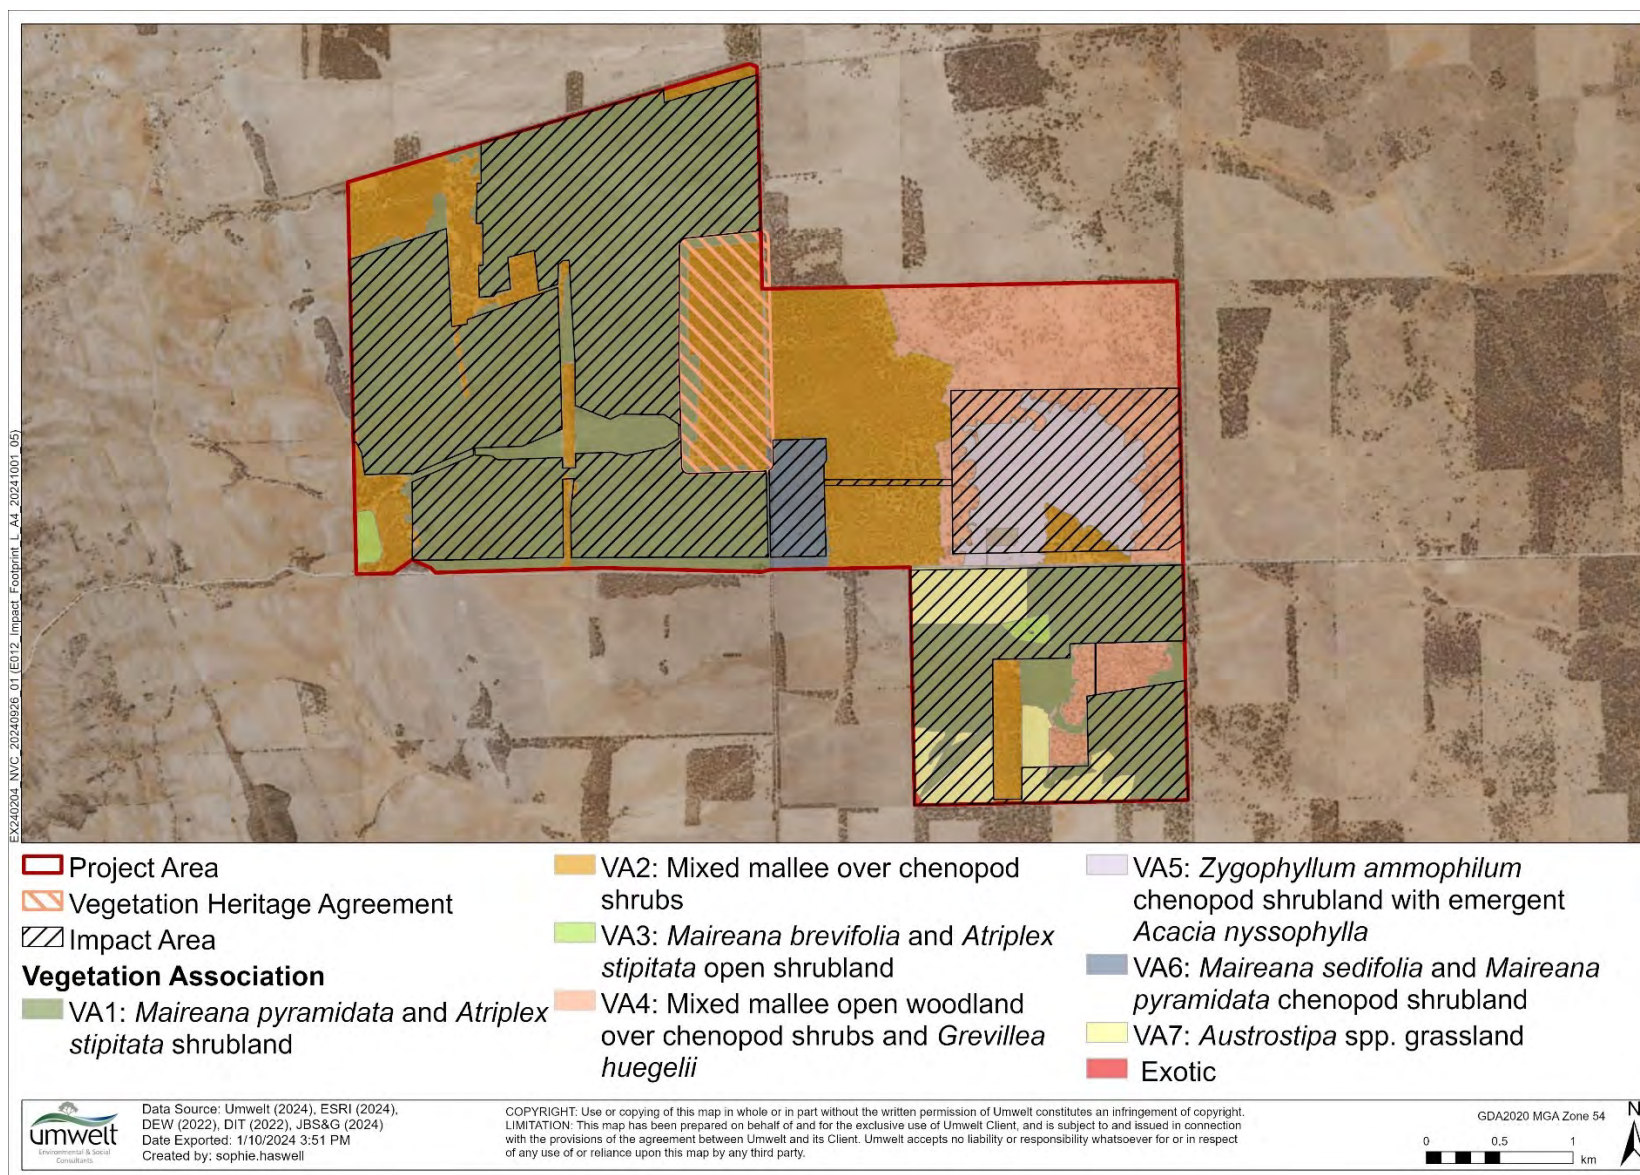 EX240204_NVC_20240926_01 (E012_Impact_Footprint_L_A4_20241001_05)
Project Area
Vegetation Heritage Agreement
Impact Area
Vegetation Association
VA1: Maireana pyramidata and Atriplex
stipitata shrubland
VA2: Mixed mallee over chenopod
shrubs
VA3: Maireana brevifolia and Atriplex
stipitata open shrubland
VA4: Mixed mallee open woodland
over chenopod shrubs and Grevillea
huegelii
VA5: Zygophyllum ammophilum
chenopod shrubland with emergent
Acacia nyssophylla
VA6: Maireana sedifolia and Maireana
pyramidata chenopod shrubland
VA7: Austrostipa spp. grassland
Exotic
umwelt
Environmental & Social
Consultants
Data Source: Umwelt (2024), ESRI (2024),
DEW (2022), DIT (2022), JBS&G (2024)
Date Exported: 1/10/2024 3:51 PM
Created by: sophie.haswell
COPYRIGHT: Use or copying of this map in whole or in part without the written permission of Umwelt constitutes an infringement of copyright.
LIMITATION: This map has been prepared on behalf of and for the exclusive use of Umwelt Client, and is subject to and issued in connection
with the provisions of the agreement between Umwelt and its Client. Umwelt accepts no liability or responsibility whatsoever for or in respect
of any use of or reliance upon this map by any third party.
GDA2020 MGA Zone 54
0 0.5 1
km
N